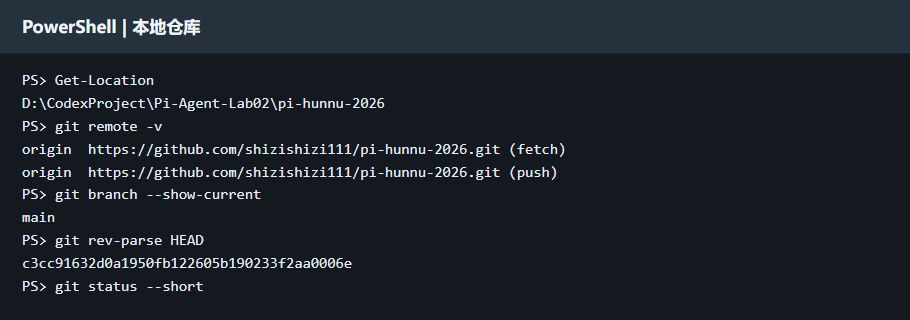 PowerShell | 本地仓库
PS> Get-Location
D:\CodexProject\Pi-Agent-Lab02\pi-hunnu-2026
PS> git remote -v
origin  https://github.com/shizishizi111/pi-hunnu-2026.git (fetch)
origin  https://github.com/shizishizi111/pi-hunnu-2026.git (push)
PS> git branch --show-current
main
PS> git rev-parse HEAD
c3cc91632d0a1950fb122605b190233f2aa0006e
PS> git status --short